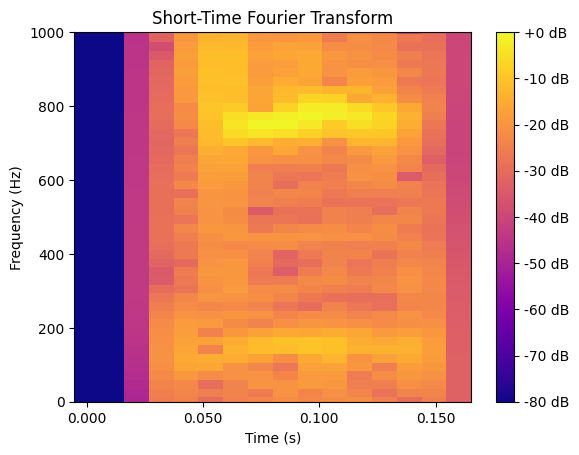 Short-Time Fourier Transform
1000
800
600
400
200
0
Frequency (Hz)
0.000
0.050
0.100
0.150
Time (s)
+0 dB
-10 dB
-20 dB
-30 dB
-40 dB
-50 dB
-60 dB
-70 dB
-80 dB